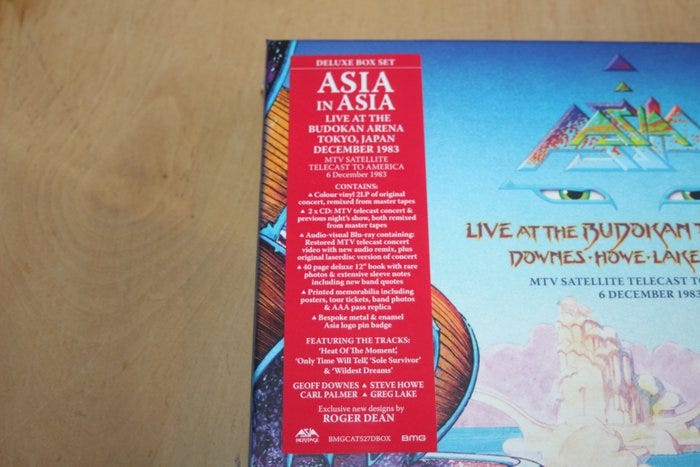 DELUXE BOX SET
ASIA
IN ASIA
LIVE AT THE
BUDOKAN ARENA
TOKYO, JAPAN
DECEMBER 1983
MTV SATELLITE
TELECAST TO AMERICA
6 December 1983
CONTAINS:
▲ Colour vinyl 2LP of original
concert, remixed from master tapes
▲ 2 x CD: MTV telecast concert &
previous night's show, both remixed
from master tapes
▲ Audio-visual Blu-ray containing:
Restored MTV telecast concert
video with new audio remix, plus
original laserdisc version of concert
▲ 40 page deluxe 12" book with rare
photos & extensive sleeve notes
including new band quotes
▲ Printed memorabilia including
posters, tour tickets, band photos
& AAA pass replica
▲ Bespoke metal & enamel
Asia logo pin badge
FEATURING THE TRACKS:
'Heat Of The Moment',
'Only Time Will Tell', 'Sole Survivor'
& 'Wildest Dreams'
GEOFF DOWNES ▲ STEVE HOWE
CARL PALMER ▲ GREG LAKE
Exclusive new designs by
ROGER DEAN
ASIA
HERITAGE
BMGCAT527DBOX
BMG
ASIA
LIVE AT THE BUDOKAN
DOWNES · HOWE · LAKE
MTV SATELLITE TELECAST
6 DECEMBER 1983